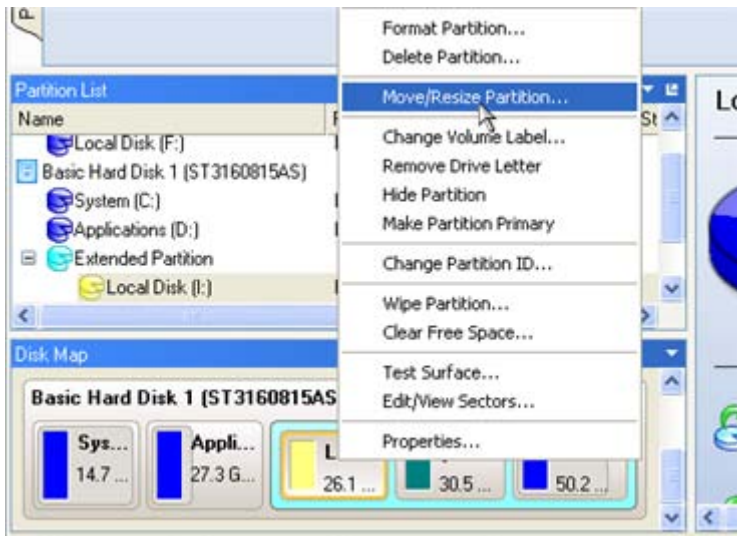 P
Format Partition...
Delete Partition...
Move/Resize Partition...
Change Volume Label...
Remove Drive Letter
Hide Partition
Make Partition Primary
Change Partition ID...
Wipe Partition...
Clear Free Space...
Test Surface...
Edit/View Sectors...
Properties...
Partition List
Name
St
Local Disk (F:)
Basic Hard Disk 1 (ST3160815AS)
System (C:)
Applications (D:)
Extended Partition
Local Disk (I:)
Disk Map
Basic Hard Disk 1 (ST3160815AS
Sys...
14.7 ...
Appli...
27.3 G...
L
26.1 ...
30.5 ...
50.2 ...
Lo